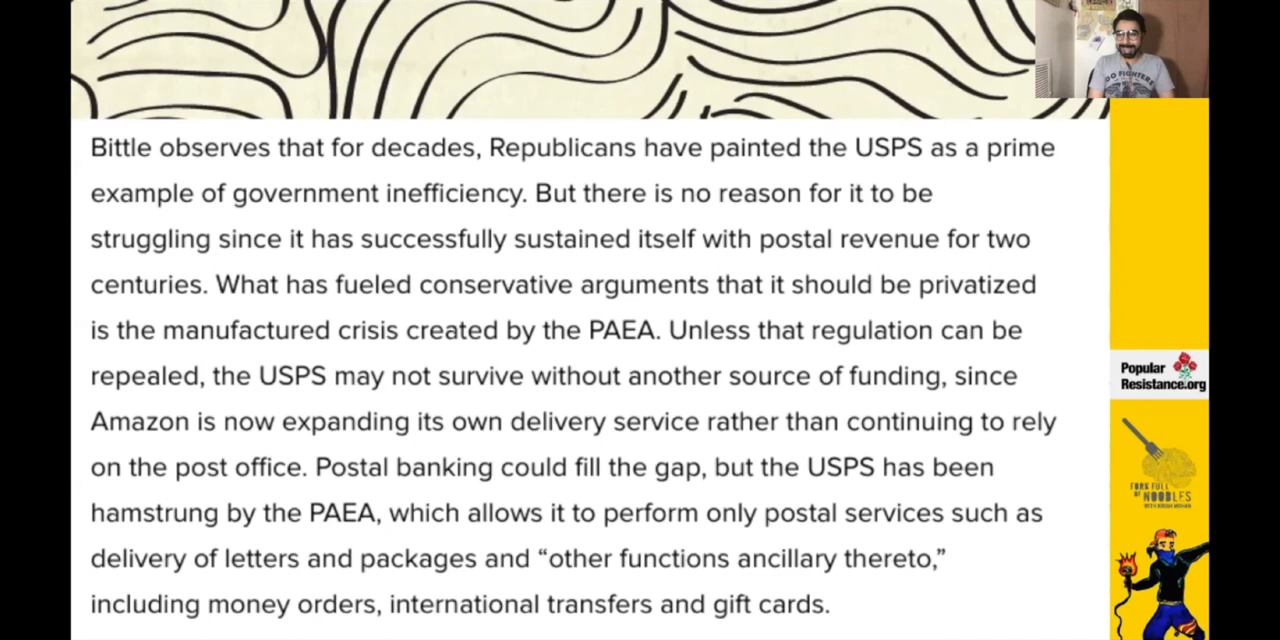 OO FIGHTERS
Bittle observes that for decades, Republicans have painted the USPS as a prime
example of government inefficiency. But there is no reason for it to be
struggling since it has successfully sustained itself with postal revenue for two
centuries. What has fueled conservative arguments that it should be privatized
is the manufactured crisis created by the PAEA. Unless that regulation can be
repealed, the USPS may not survive without another source of funding, since
Amazon is now expanding its own delivery service rather than continuing to rely
on the post office. Postal banking could fill the gap, but the USPS has been
hamstrung by the PAEA, which allows it to perform only postal services such as
delivery of letters and packages and “other functions ancillary thereto,”
including money orders, international transfers and gift cards.
Popular
Resistance.org
FORK FULL
OF NOODLES